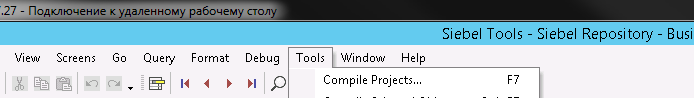 .27 - Подключение к удаленному рабочему столу
Siebel Tools - Siebel Repository - Busi
View Screens Go Query Format Debug Tools Window Help
Compile Projects... F7